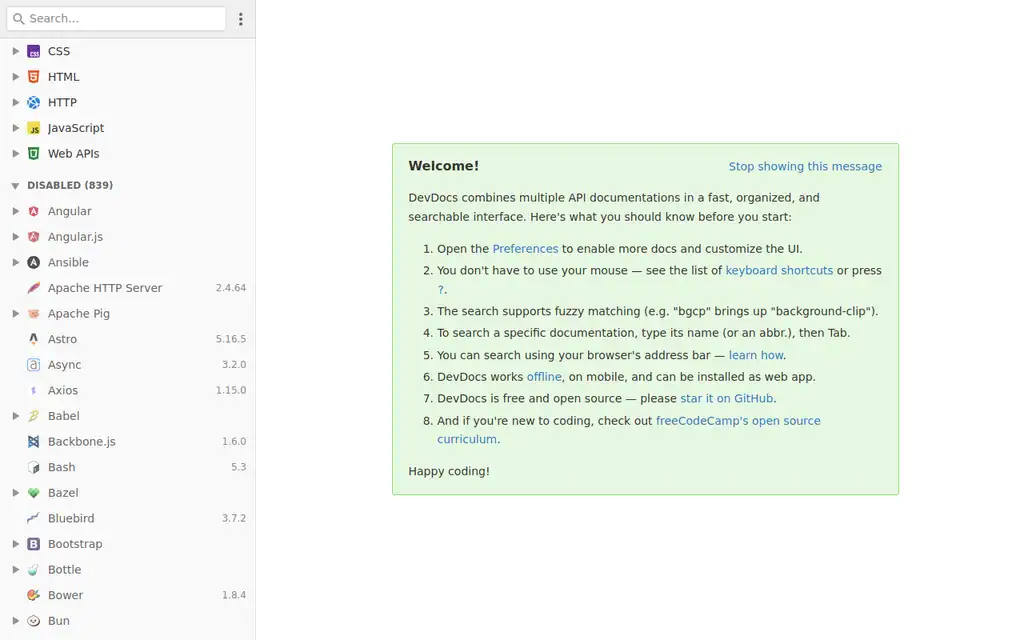 Search...
CSS
HTML
HTTP
JavaScript
Web APIs
DISABLED (839)
Angular
Angular.js
Ansible
Apache HTTP Server 2.4.64
Apache Pig
Astro 5.16.5
Async 3.2.0
Axios 1.15.0
Babel
Backbone.js 1.6.0
Bash 5.3
Bazel
Bluebird 3.7.2
Bootstrap
Bottle
Bower 1.8.4
Bun
Welcome! Stop showing this message
DevDocs combines multiple API documentations in a fast, organized, and
searchable interface. Here's what you should know before you start:
1. Open the Preferences to enable more docs and customize the UI.
2. You don't have to use your mouse — see the list of keyboard shortcuts or press
?.
3. The search supports fuzzy matching (e.g. "bgcp" brings up "background-clip").
4. To search a specific documentation, type its name (or an abbr.), then Tab.
5. You can search using your browser's address bar — learn how.
6. DevDocs works offline, on mobile, and can be installed as web app.
7. DevDocs is free and open source — please star it on GitHub.
8. And if you're new to coding, check out freeCodeCamp's open source
curriculum.
Happy coding!